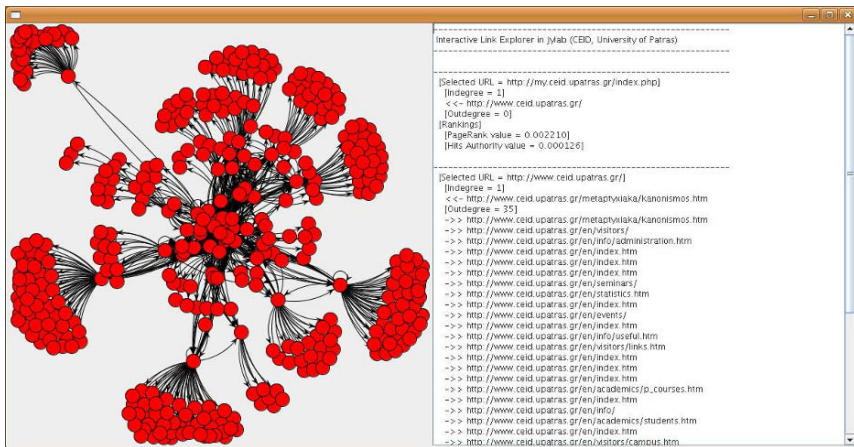 --------------------------------------------------------------------
Interactive Link Explorer in Jylab (CEID, University of Patras)
--------------------------------------------------------------------
--------------------------------------------------------------------
[Selected URL = http://my.ceid.upatras.gr/index.php]
[Indegree = 1]
<<- http://www.ceid.upatras.gr/
[Outdegree = 0]
[Rankings]
[PageRank value = 0.002210]
[Hits Authority value = 0.000126]
--------------------------------------------------------------------
[Selected URL = http://www.ceid.upatras.gr/]
[Indegree = 1]
<<- http://www.ceid.upatras.gr/metaptyxiaka/kanonismos.htm
[Outdegree = 35]
->> http://www.ceid.upatras.gr/metaptyxiaka/kanonismos.htm
->> http://www.ceid.upatras.gr/en/visitors/
->> http://www.ceid.upatras.gr/en/info/administration.htm
->> http://www.ceid.upatras.gr/en/index.htm
->> http://www.ceid.upatras.gr/en/index.htm
->> http://www.ceid.upatras.gr/en/seminars/
->> http://www.ceid.upatras.gr/en/statistics.htm
->> http://www.ceid.upatras.gr/en/index.htm
->> http://www.ceid.upatras.gr/en/events/
->> http://www.ceid.upatras.gr/en/index.htm
->> http://www.ceid.upatras.gr/en/info/useful.htm
->> http://www.ceid.upatras.gr/en/visitors/links.htm
->> http://www.ceid.upatras.gr/en/index.htm
->> http://www.ceid.upatras.gr/en/index.htm
->> http://www.ceid.upatras.gr/en/index.htm
->> http://www.ceid.upatras.gr/en/academics/p_courses.htm
->> http://www.ceid.upatras.gr/en/index.htm
->> http://www.ceid.upatras.gr/en/info/
->> http://www.ceid.upatras.gr/en/academics/students.htm
->> http://www.ceid.upatras.gr/en/index.htm
->> http://www.ceid.upatras.gr/en/visitors/campus.htm